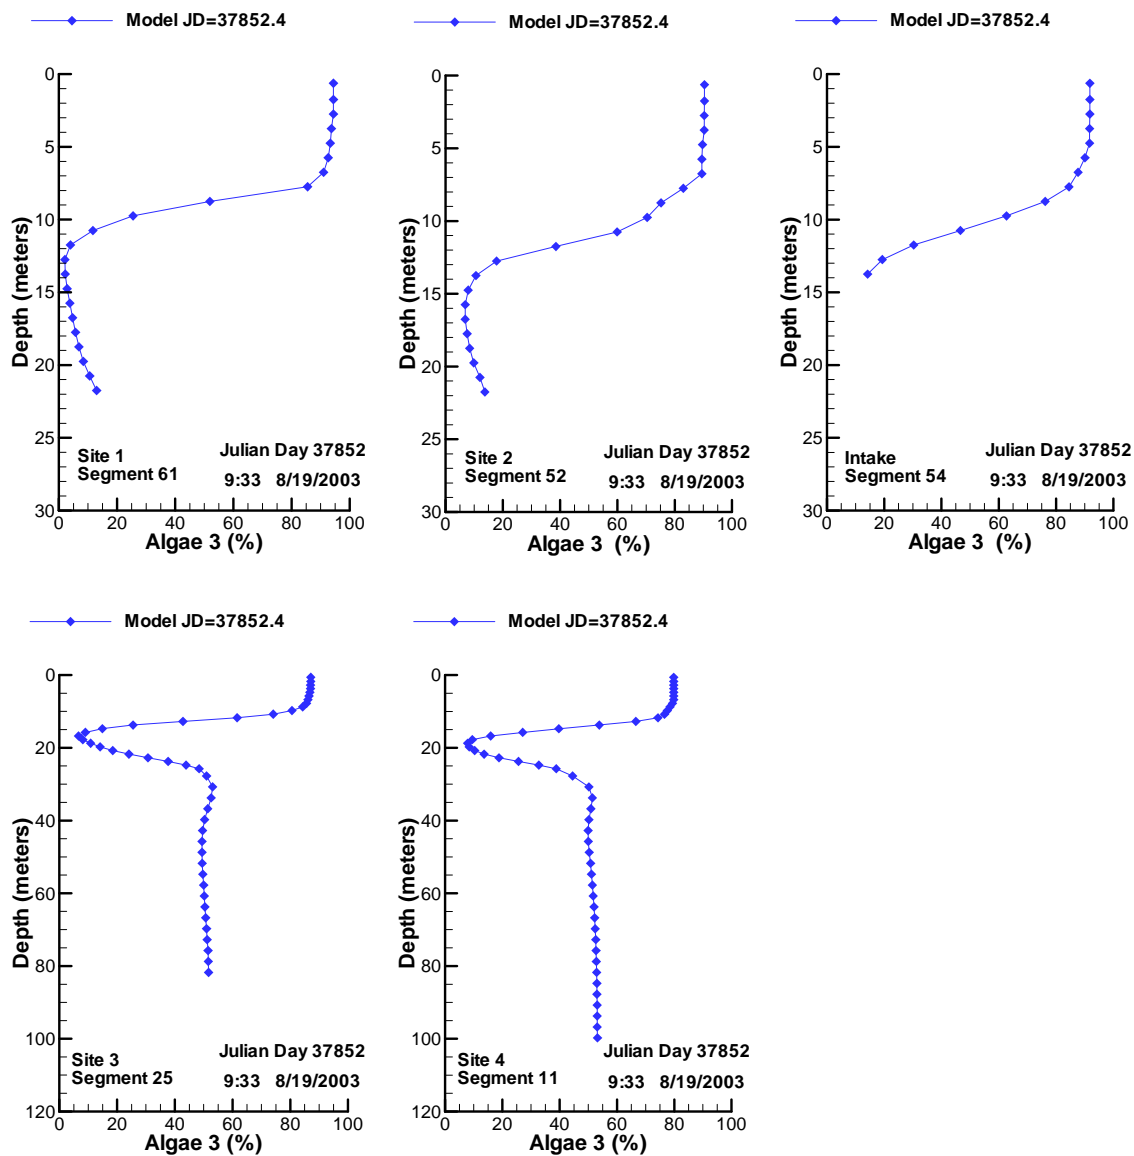 Model JD=37852.4
0
5
10
15
20
25
30
Depth (meters)
0 20 40 60 80 100
Algae 3 (%)
Site 1
Segment 61
Julian Day 37852
9:33 8/19/2003
Model JD=37852.4
0
5
10
15
20
25
30
Depth (meters)
0 20 40 60 80 100
Algae 3 (%)
Site 2
Segment 52
Julian Day 37852
9:33 8/19/2003
Model JD=37852.4
0
5
10
15
20
25
30
Depth (meters)
0 20 40 60 80 100
Algae 3 (%)
Intake
Segment 54
Julian Day 37852
9:33 8/19/2003
Model JD=37852.4
0
20
40
60
80
100
120
Depth (meters)
0 20 40 60 80 100
Algae 3 (%)
Site 3
Segment 25
Julian Day 37852
9:33 8/19/2003
Model JD=37852.4
0
20
40
60
80
100
120
Depth (meters)
0 20 40 60 80 100
Algae 3 (%)
Site 4
Segment 11
Julian Day 37852
9:33 8/19/2003